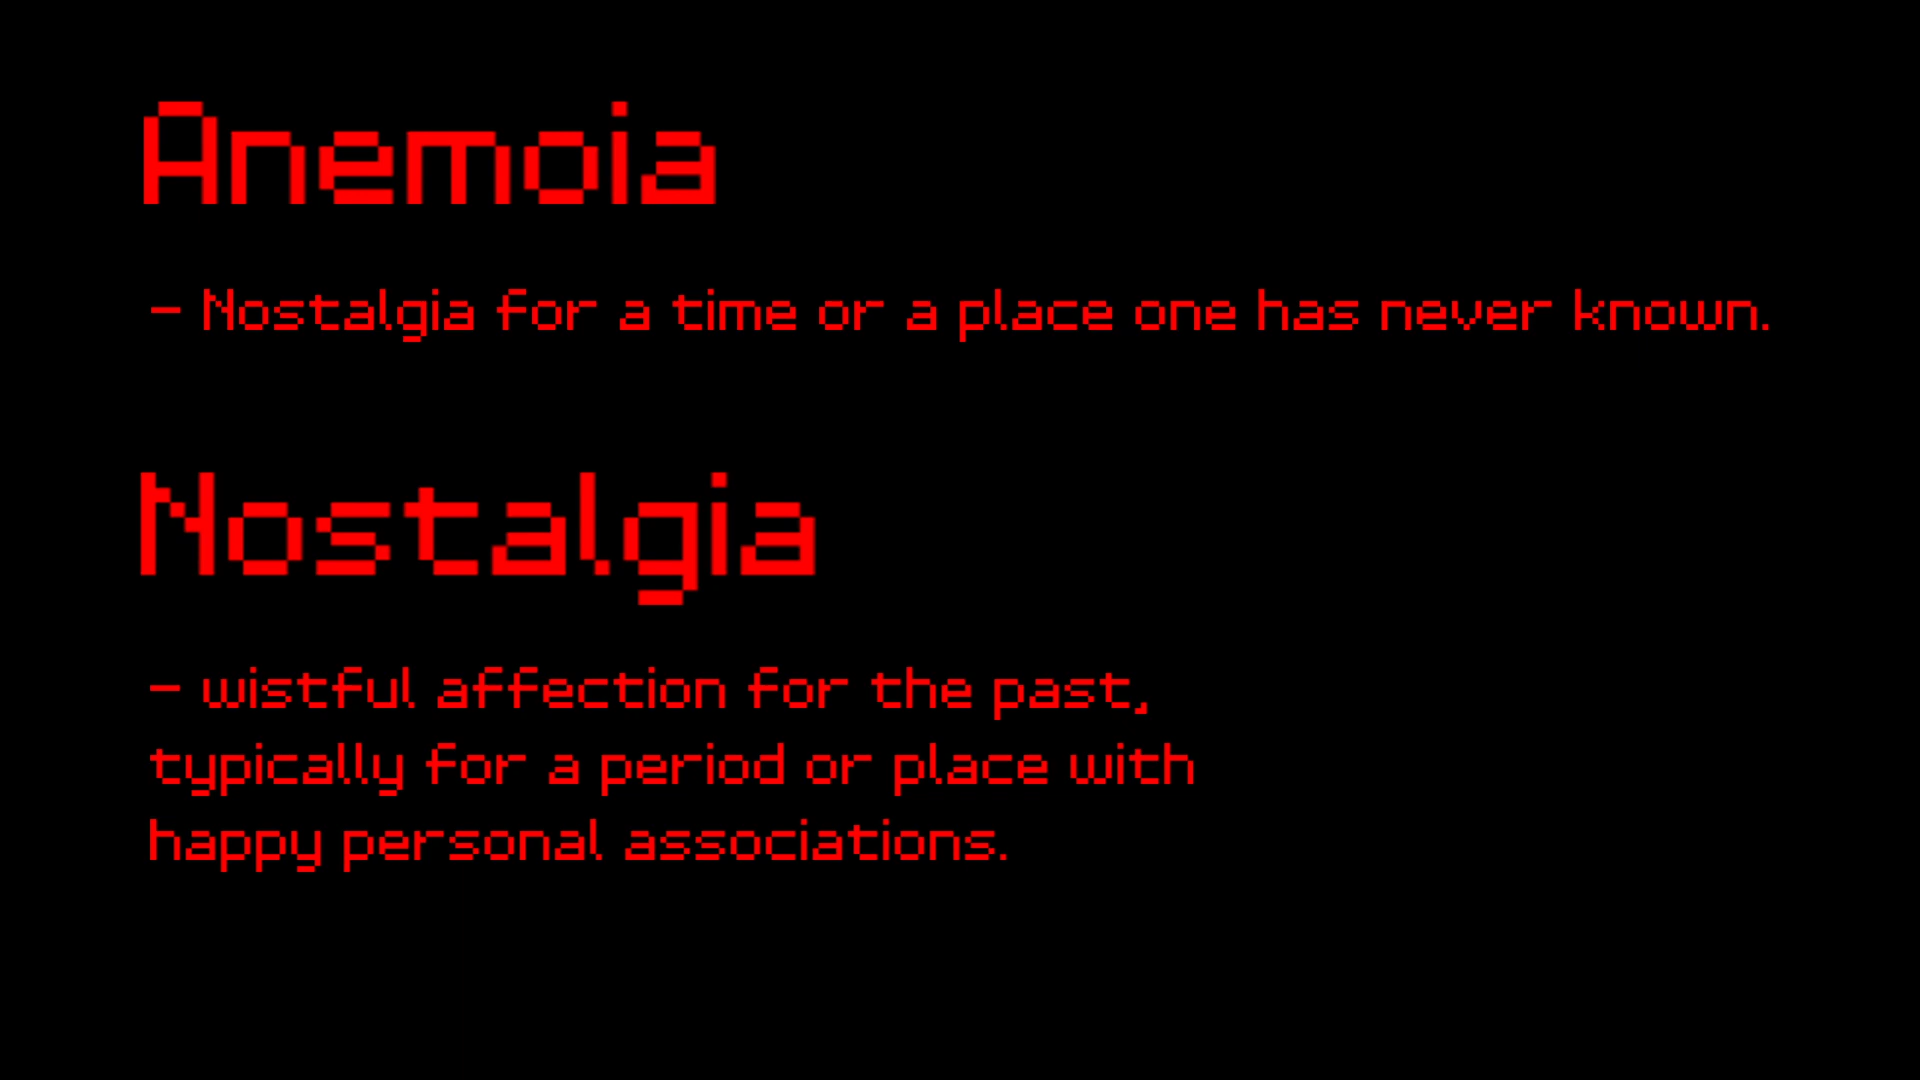 Anemoia
- Nostalgia for a time or a place one has never known.
Nostalgia
- wistful affection for the past,
typically for a period or place with
happy personal associations.